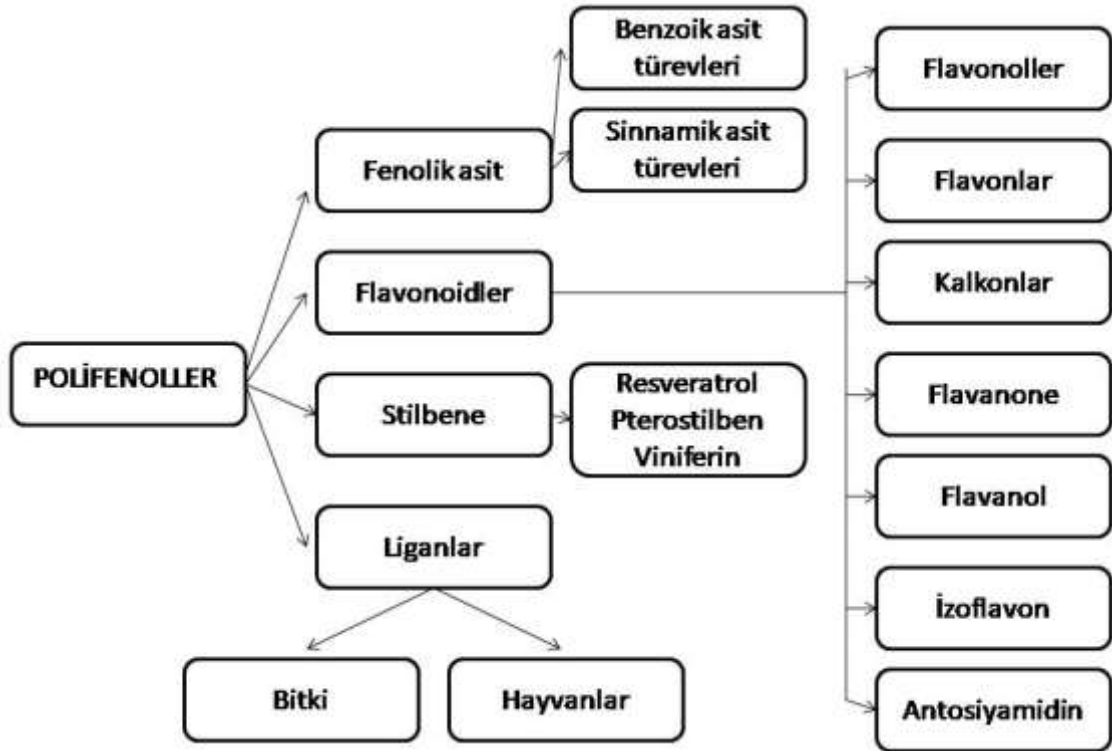 POLİFENOLLER
Fenolik asit
Benzoik asit
türevleri
Sinnamik asit
türevleri
Flavonoidler
Flavonoller
Flavonlar
Kalkonlar
Flavanone
Flavanol
İzoflavon
Antosiyamidin
Stilbene
Resveratrol
Pterostilben
Viniferin
Liganlar
Bitki
Hayvanlar